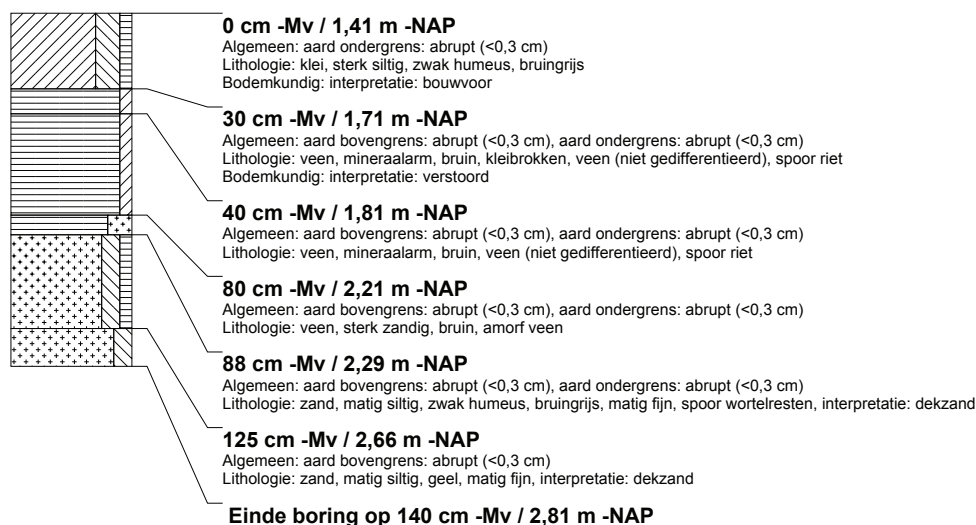 0 cm -Mv / 1,41 m -NAP
Algemeen: aard ondergrens: abrupt (<0,3 cm)
Lithologie: klei, sterk siltig, zwak humeus, bruingrijs
Bodemkundig: interpretatie: bouwvoor
30 cm -Mv / 1,71 m -NAP
Algemeen: aard bovengrens: abrupt (<0,3 cm), aard ondergrens: abrupt (<0,3 cm)
Lithologie: veen, mineraalarm, bruin, kleibrokken, veen (niet gedifferentieerd), spoor riet
Bodemkundig: interpretatie: verstoord
40 cm -Mv / 1,81 m -NAP
Algemeen: aard bovengrens: abrupt (<0,3 cm), aard ondergrens: abrupt (<0,3 cm)
Lithologie: veen, mineraalarm, bruin, veen (niet gedifferentieerd), spoor riet
80 cm -Mv / 2,21 m -NAP
Algemeen: aard bovengrens: abrupt (<0,3 cm), aard ondergrens: abrupt (<0,3 cm)
Lithologie: veen, sterk zandig, bruin, amorf veen
88 cm -Mv / 2,29 m -NAP
Algemeen: aard bovengrens: abrupt (<0,3 cm), aard ondergrens: abrupt (<0,3 cm)
Lithologie: zand, matig siltig, zwak humeus, bruingrijs, matig fijn, spoor wortelresten, interpretatie: dekzand
125 cm -Mv / 2,66 m -NAP
Algemeen: aard bovengrens: abrupt (<0,3 cm)
Lithologie: zand, matig siltig, geel, matig fijn, interpretatie: dekzand
Einde boring op 140 cm -Mv / 2,81 m -NAP